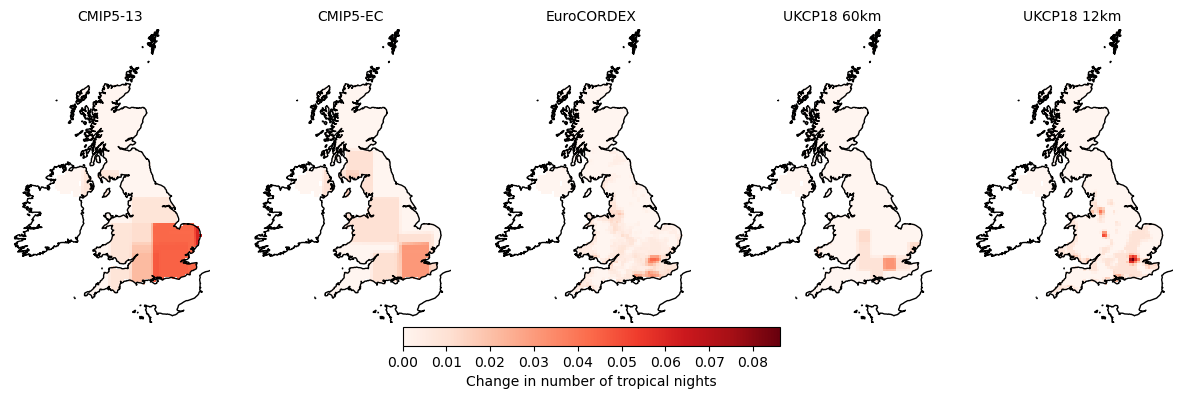 CMIP5-13 CMIP5-EC EuroCORDEX UKCP18 60km UKCP18 12km
0.00 0.01 0.02 0.03 0.04 0.05 0.06 0.07 0.08
Change in number of tropical nights